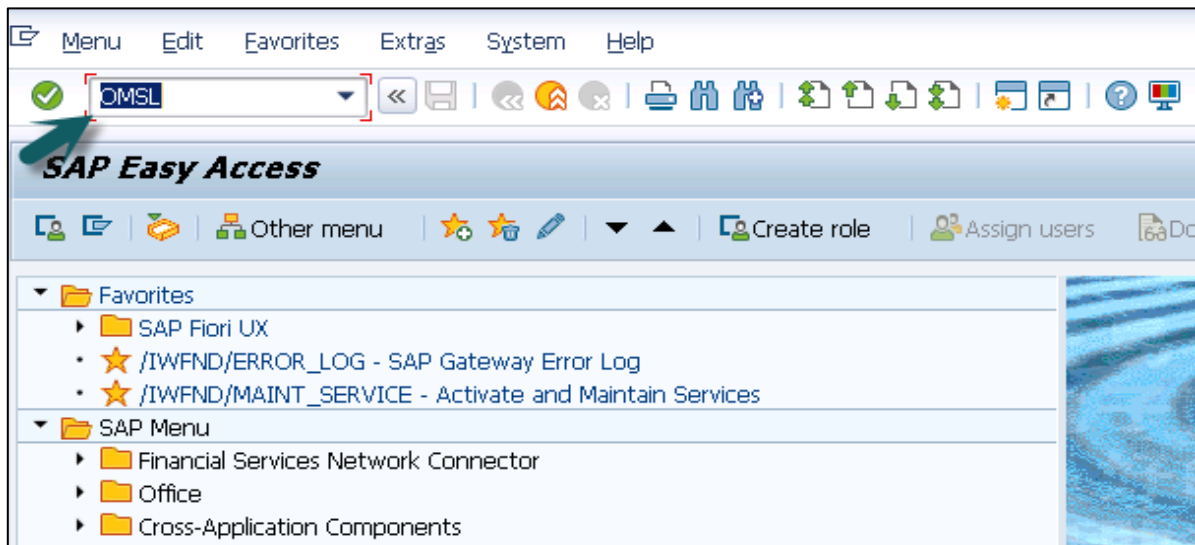 Menu Edit Favorites Extras System Help
OMSL
SAP Easy Access
Other menu Create role Assign users Do
Favorites
SAP Fiori UX
/IWFND/ERROR_LOG - SAP Gateway Error Log
/IWFND/MAINT_SERVICE - Activate and Maintain Services
SAP Menu
Financial Services Network Connector
Office
Cross-Application Components